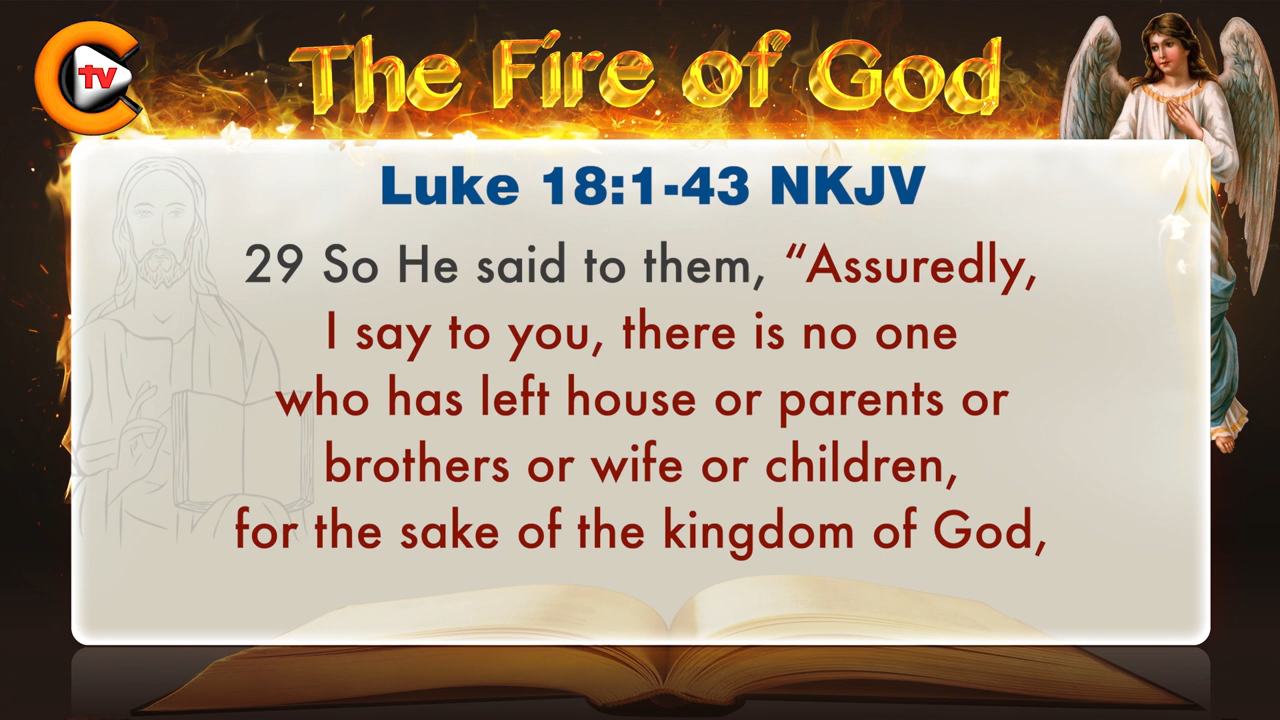 tv
The Fire of God
Luke 18:1-43 NKJV
29 So He said to them, “Assuredly,
I say to you, there is no one
who has left house or parents or
brothers or wife or children,
for the sake of the kingdom of God,